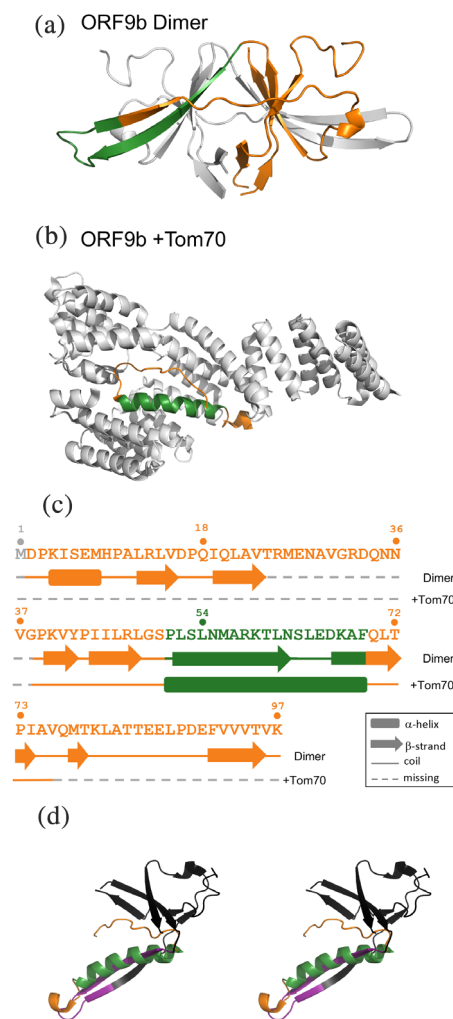 (a) ORF9b Dimer
(b) ORF9b +Tom70
(c)
1 18 36
MDPKISEMHPALRLVDPQIQLAVTRMENAVGRDQNN
Dimer
+Tom70
37 54 72
VGPKVYPIILRLGSPLSLNMARKTLNSLEDKAFQLT
Dimer
+Tom70
73 97
PIAVQMTKLATTEELPDEFVVVTVK
Dimer
+Tom70
α-helix
β-strand
coil
missing
(d)